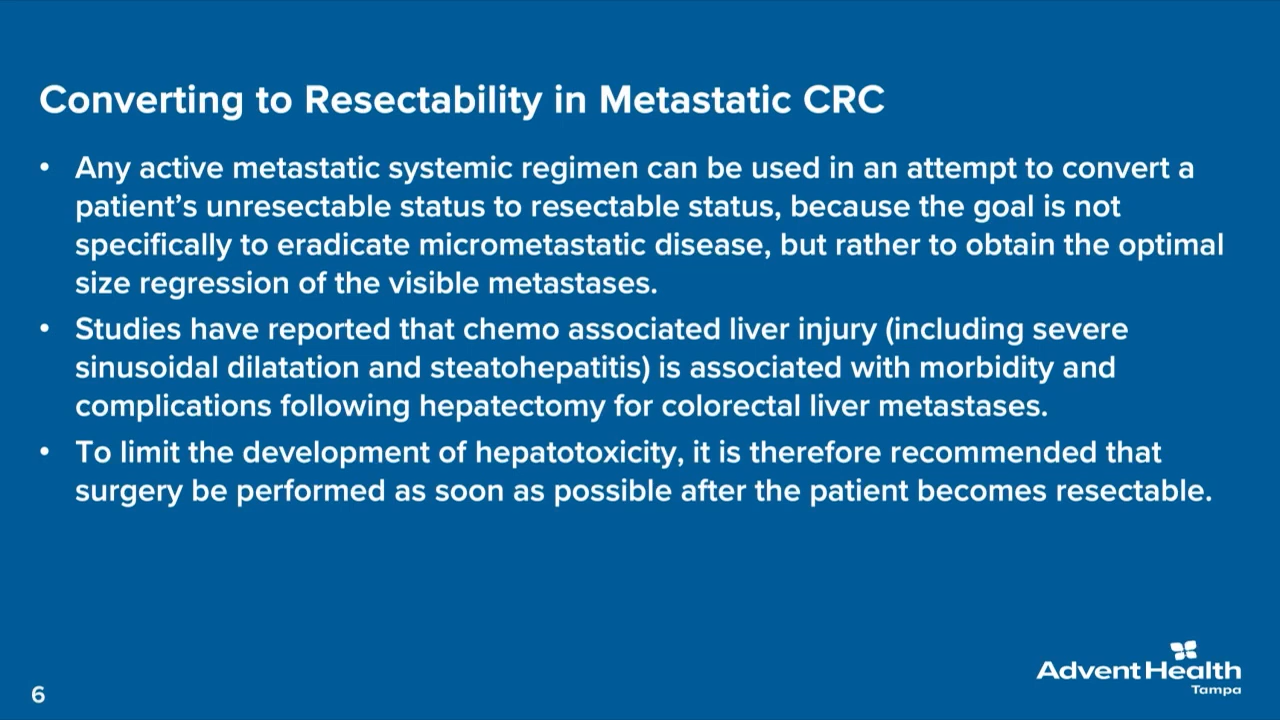 Converting to Resectability in Metastatic CRC
• Any active metastatic systemic regimen can be used in an attempt to convert a
patient’s unresectable status to resectable status, because the goal is not
specifically to eradicate micrometastatic disease, but rather to obtain the optimal
size regression of the visible metastases.
• Studies have reported that chemo associated liver injury (including severe
sinusoidal dilatation and steatohepatitis) is associated with morbidity and
complications following hepatectomy for colorectal liver metastases.
• To limit the development of hepatotoxicity, it is therefore recommended that
surgery be performed as soon as possible after the patient becomes resectable.
Advent Health
Tampa
6